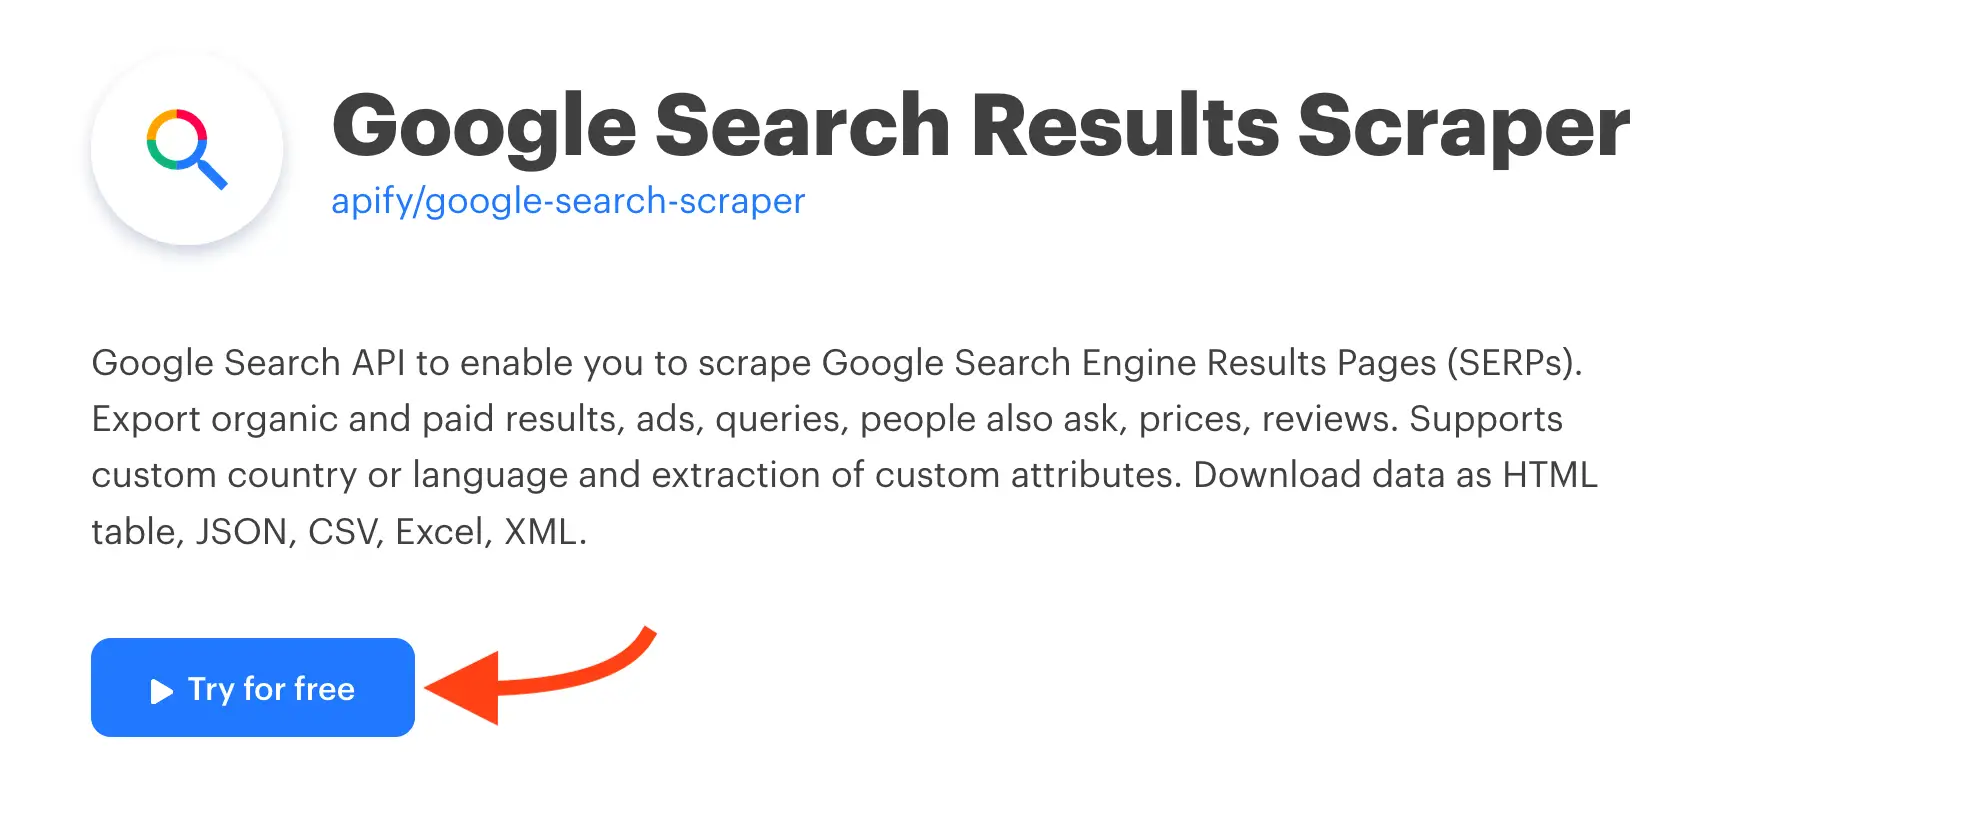 Google Search Results Scraper
apify/google-search-scraper
Google Search API to enable you to scrape Google Search Engine Results Pages (SERPs).
Export organic and paid results, ads, queries, people also ask, prices, reviews. Supports
custom country or language and extraction of custom attributes. Download data as HTML
table, JSON, CSV, Excel, XML.
Try for free